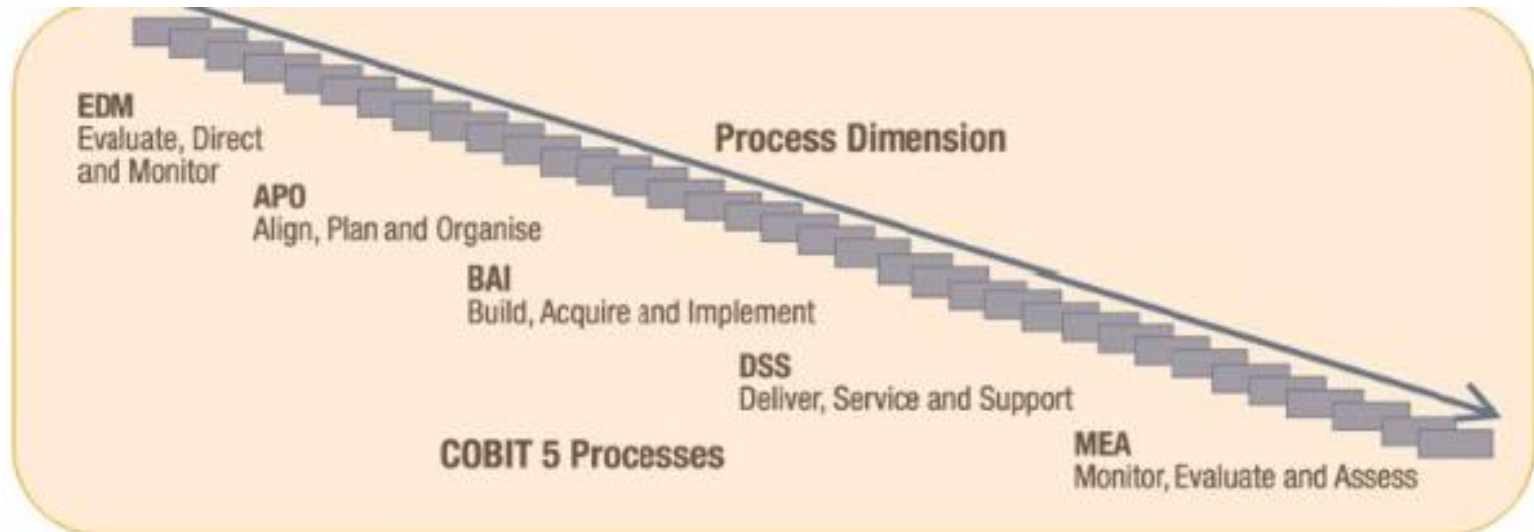 EDM
Evaluate, Direct
and Monitor
Process Dimension
APO
Align, Plan and Organise
BAI
Build, Acquire and Implement
DSS
Deliver, Service and Support
COBIT 5 Processes
MEA
Monitor, Evaluate and Assess